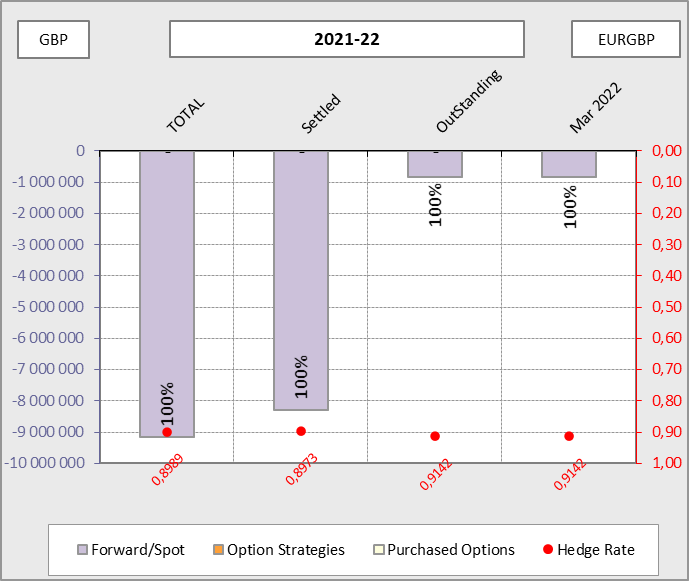 GBP 2021-22 EURGBP
TOTAL Settled OutStanding Mar 2022
0 - - - 0,00
-1 000 000 0,10
100% 100%
-2 000 000 0,20
-3 000 000 0,30
-4 000 000 0,40
-5 000 000 0,50
-6 000 000 0,60
-7 000 000 0,70
100% 100%
-8 000 000 0,80
-9 000 000 0,90
-10 000 000 1,00
0,8989 0,8973 0,9142 0,9142
Forward/Spot Option Strategies Purchased Options Hedge Rate